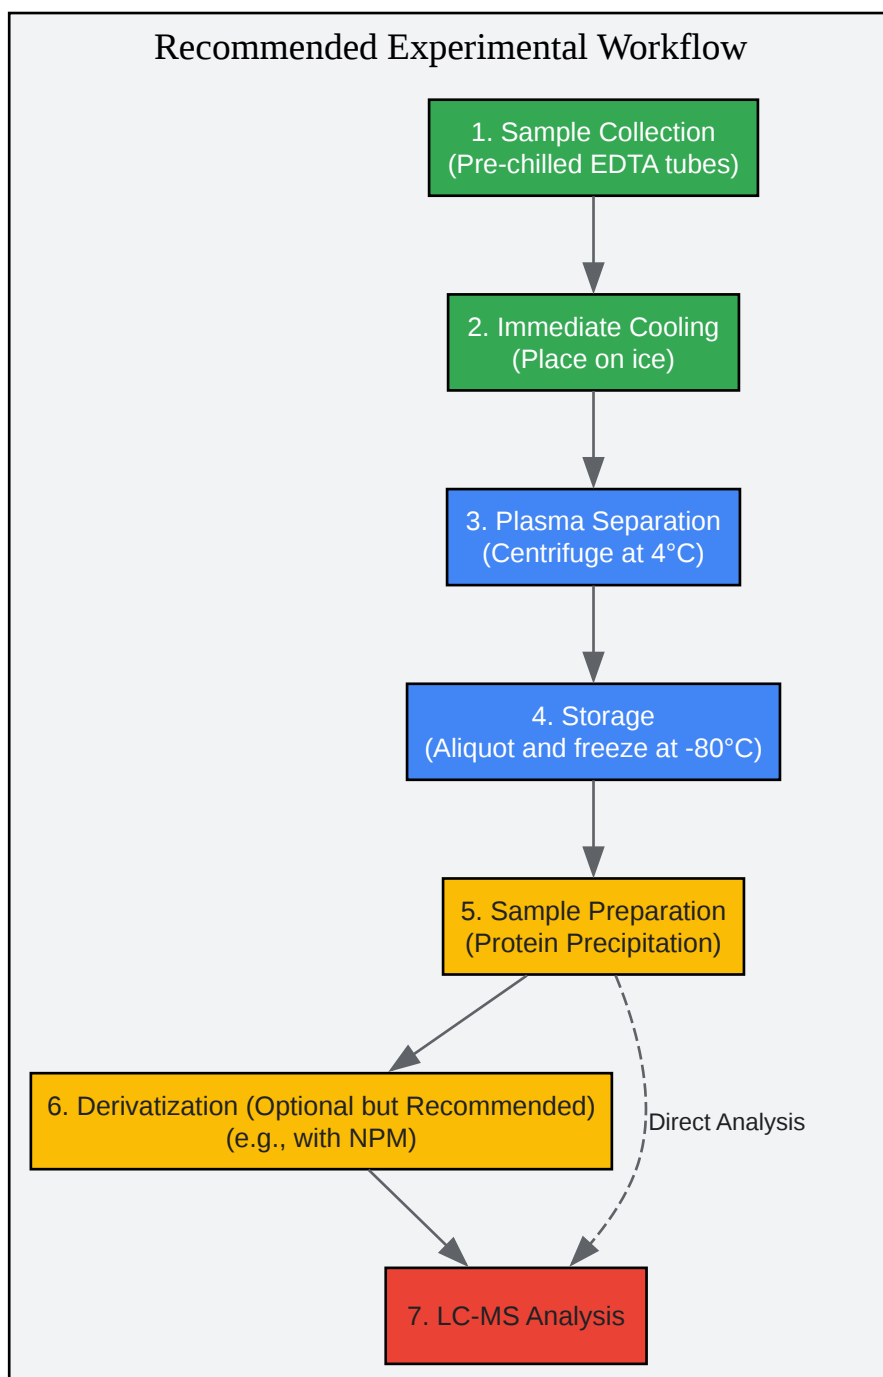 Recommended Experimental Workflow
1. Sample Collection
(Pre-chilled EDTA tubes)
2. Immediate Cooling
(Place on ice)
3. Plasma Separation
(Centrifuge at 4°C)
4. Storage
(Aliquot and freeze at -80°C)
5. Sample Preparation
(Protein Precipitation)
6. Derivatization (Optional but Recommended)
(e.g., with NPM)
Direct Analysis
7. LC-MS Analysis